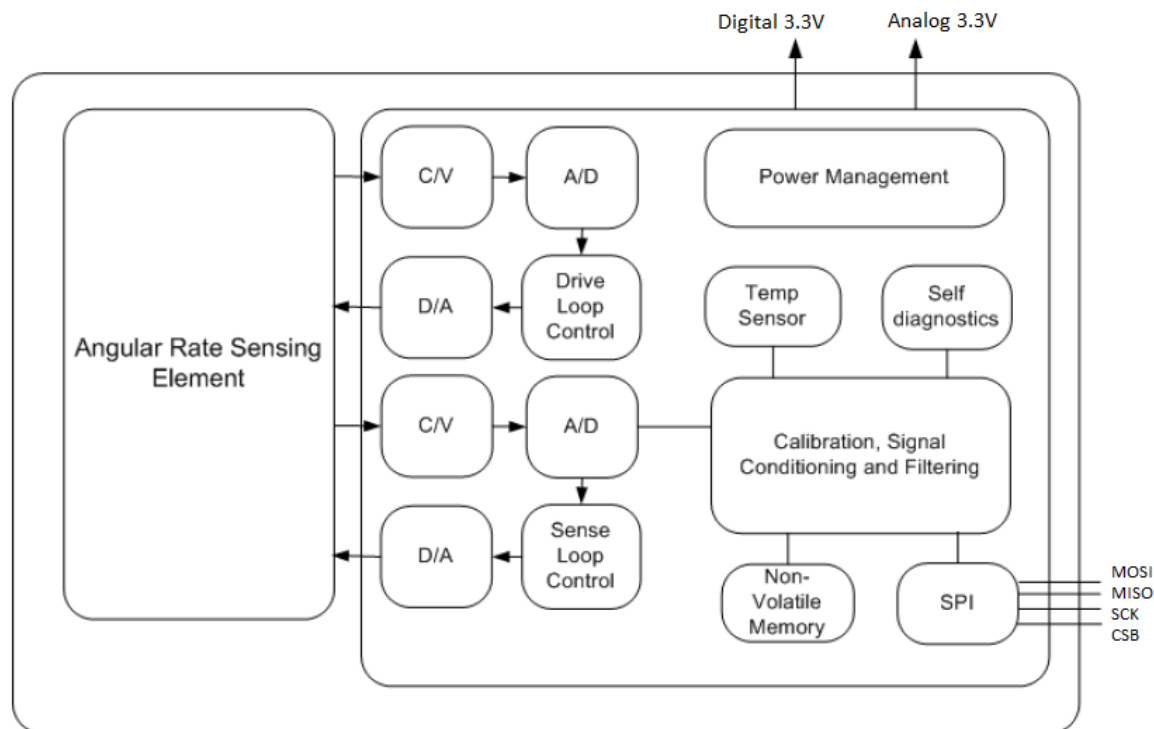 Digital 3.3V
Analog 3.3V
C/V
A/D
Power Management
D/A
Drive
Loop
Control
Temp
Sensor
Self
diagnostics
Angular Rate Sensing
Element
C/V
A/D
Calibration, Signal
Conditioning and Filtering
D/A
Sense
Loop
Control
Non-
Volatile
Memory
SPI
MOSI
MISO
SCK
CSB